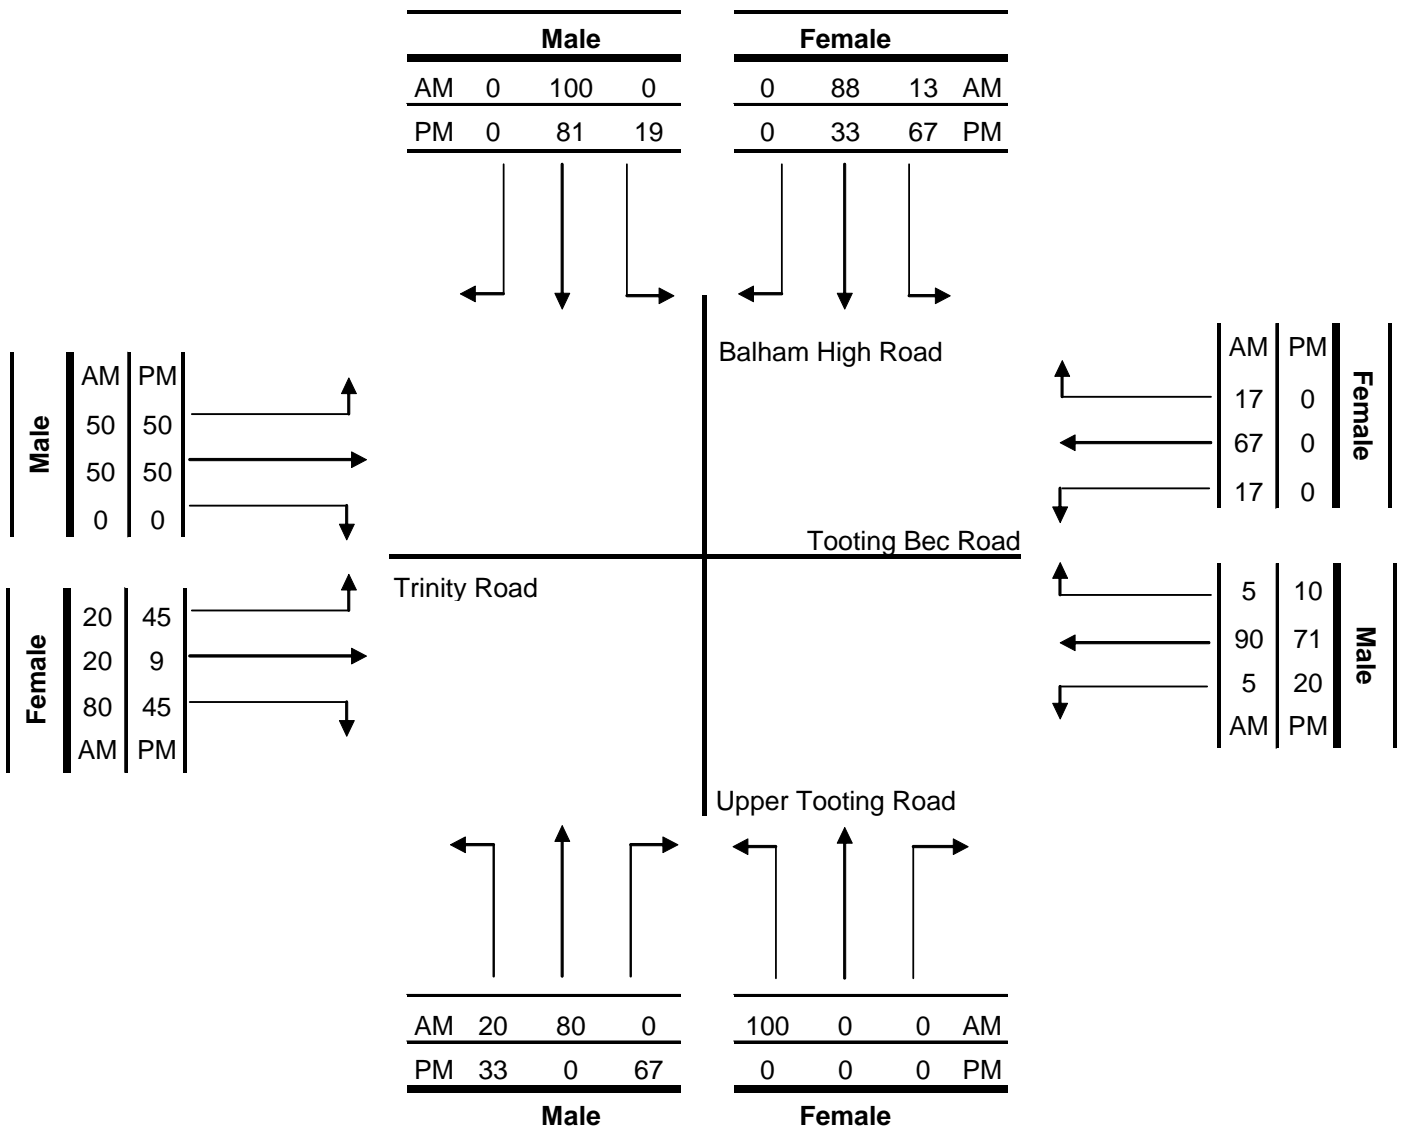 Male
Female
AM 0 100 0
0 88 13 AM
PM 0 81 19
0 33 67 PM
Balham High Road
Male
AM PM
50 50
50 50
0 0
AM PM
17 0
67 0
17 0
Female
Tooting Bec Road
Trinity Road
Female
20 45
20 9
80 45
AM PM
5 10
90 71
5 20
AM PM
Male
Upper Tooting Road
AM 20 80 0
100 0 0 AM
PM 33 0 67
0 0 0 PM
Male
Female